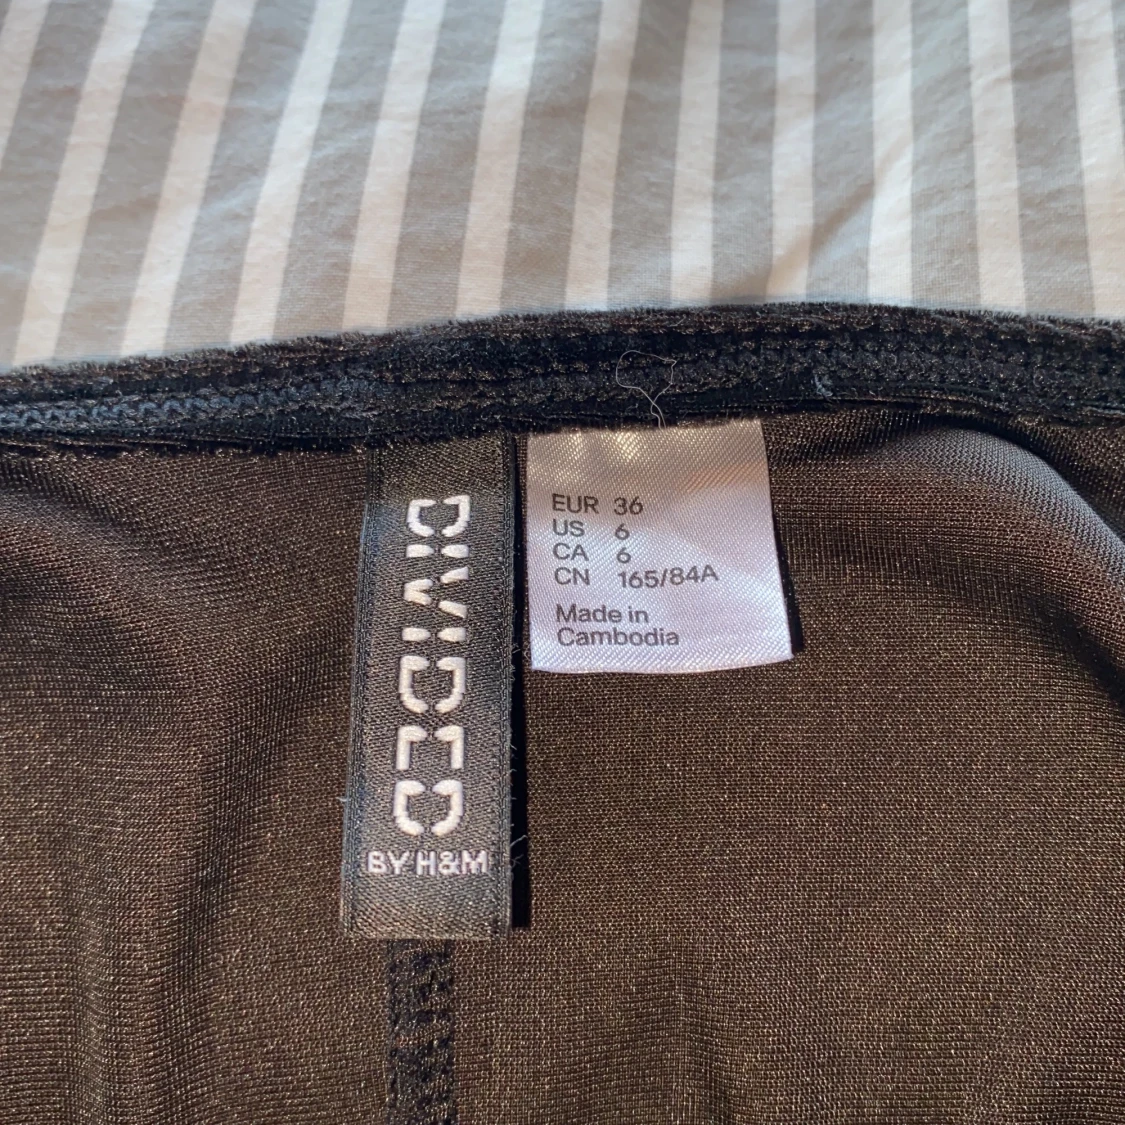 DIVIDED
BY H&M
EUR 36
US 6
CA 6
CN 165/84A
Made in
Cambodia